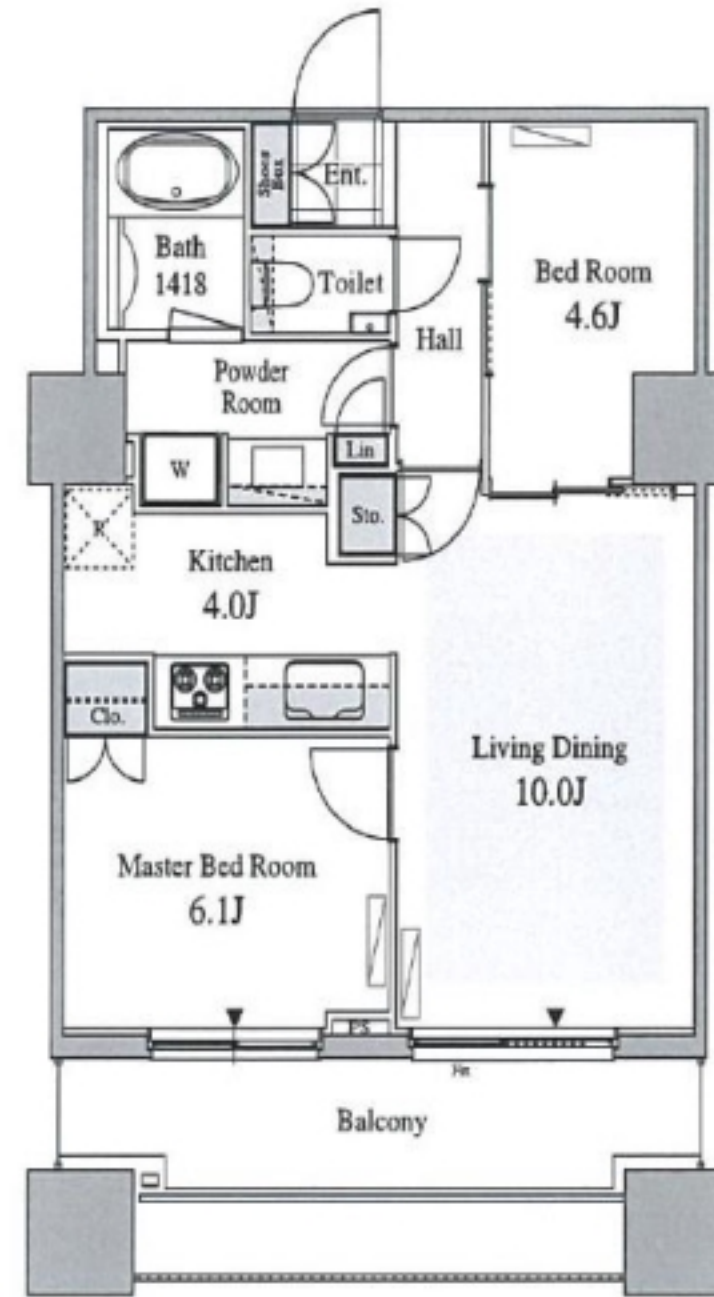 Shoes
Box
Ent.
Bath
1418
Toilet
Bed Room
4.6J
Hall
Powder
Room
Lin
W
Sto.
R
Kitchen
4.0J
Clo.
Living Dining
10.0J
Master Bed Room
6.1J
PS
Balcony